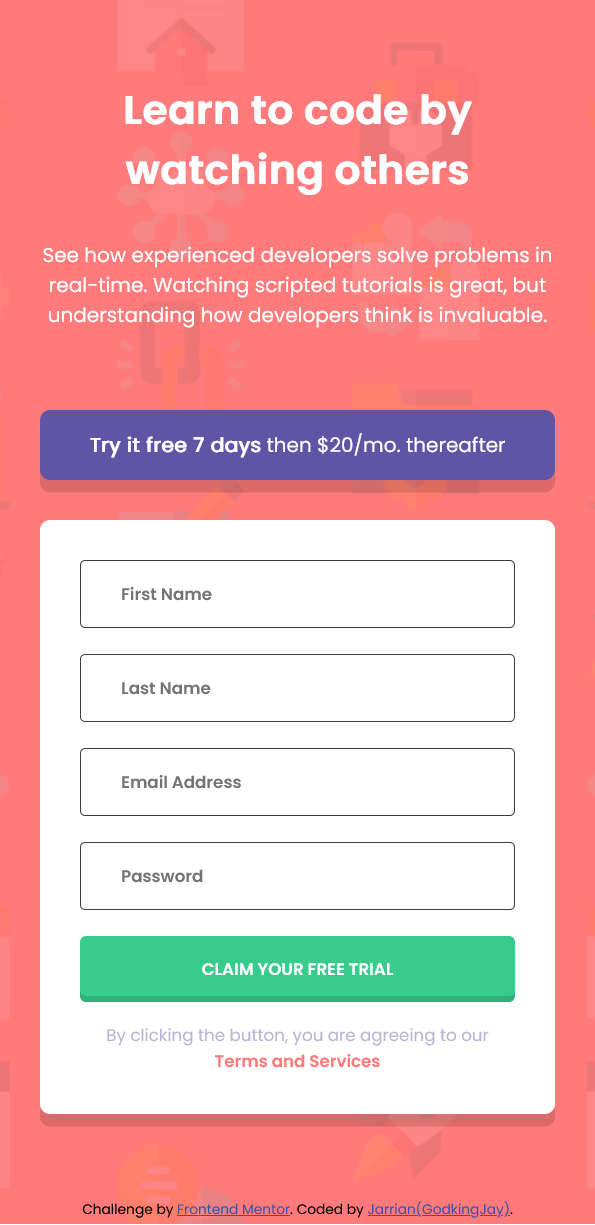 Learn to code by
watching others
See how experienced developers solve problems in
real-time. Watching scripted tutorials is great, but
understanding how developers think is invaluable.
Try it free 7 days then $20/mo. thereafter
First Name
Last Name
Email Address
Password
CLAIM YOUR FREE TRIAL
By clicking the button, you are agreeing to our
Terms and Services
Challenge by Frontend Mentor. Coded by Jarrian(GodkingJay).